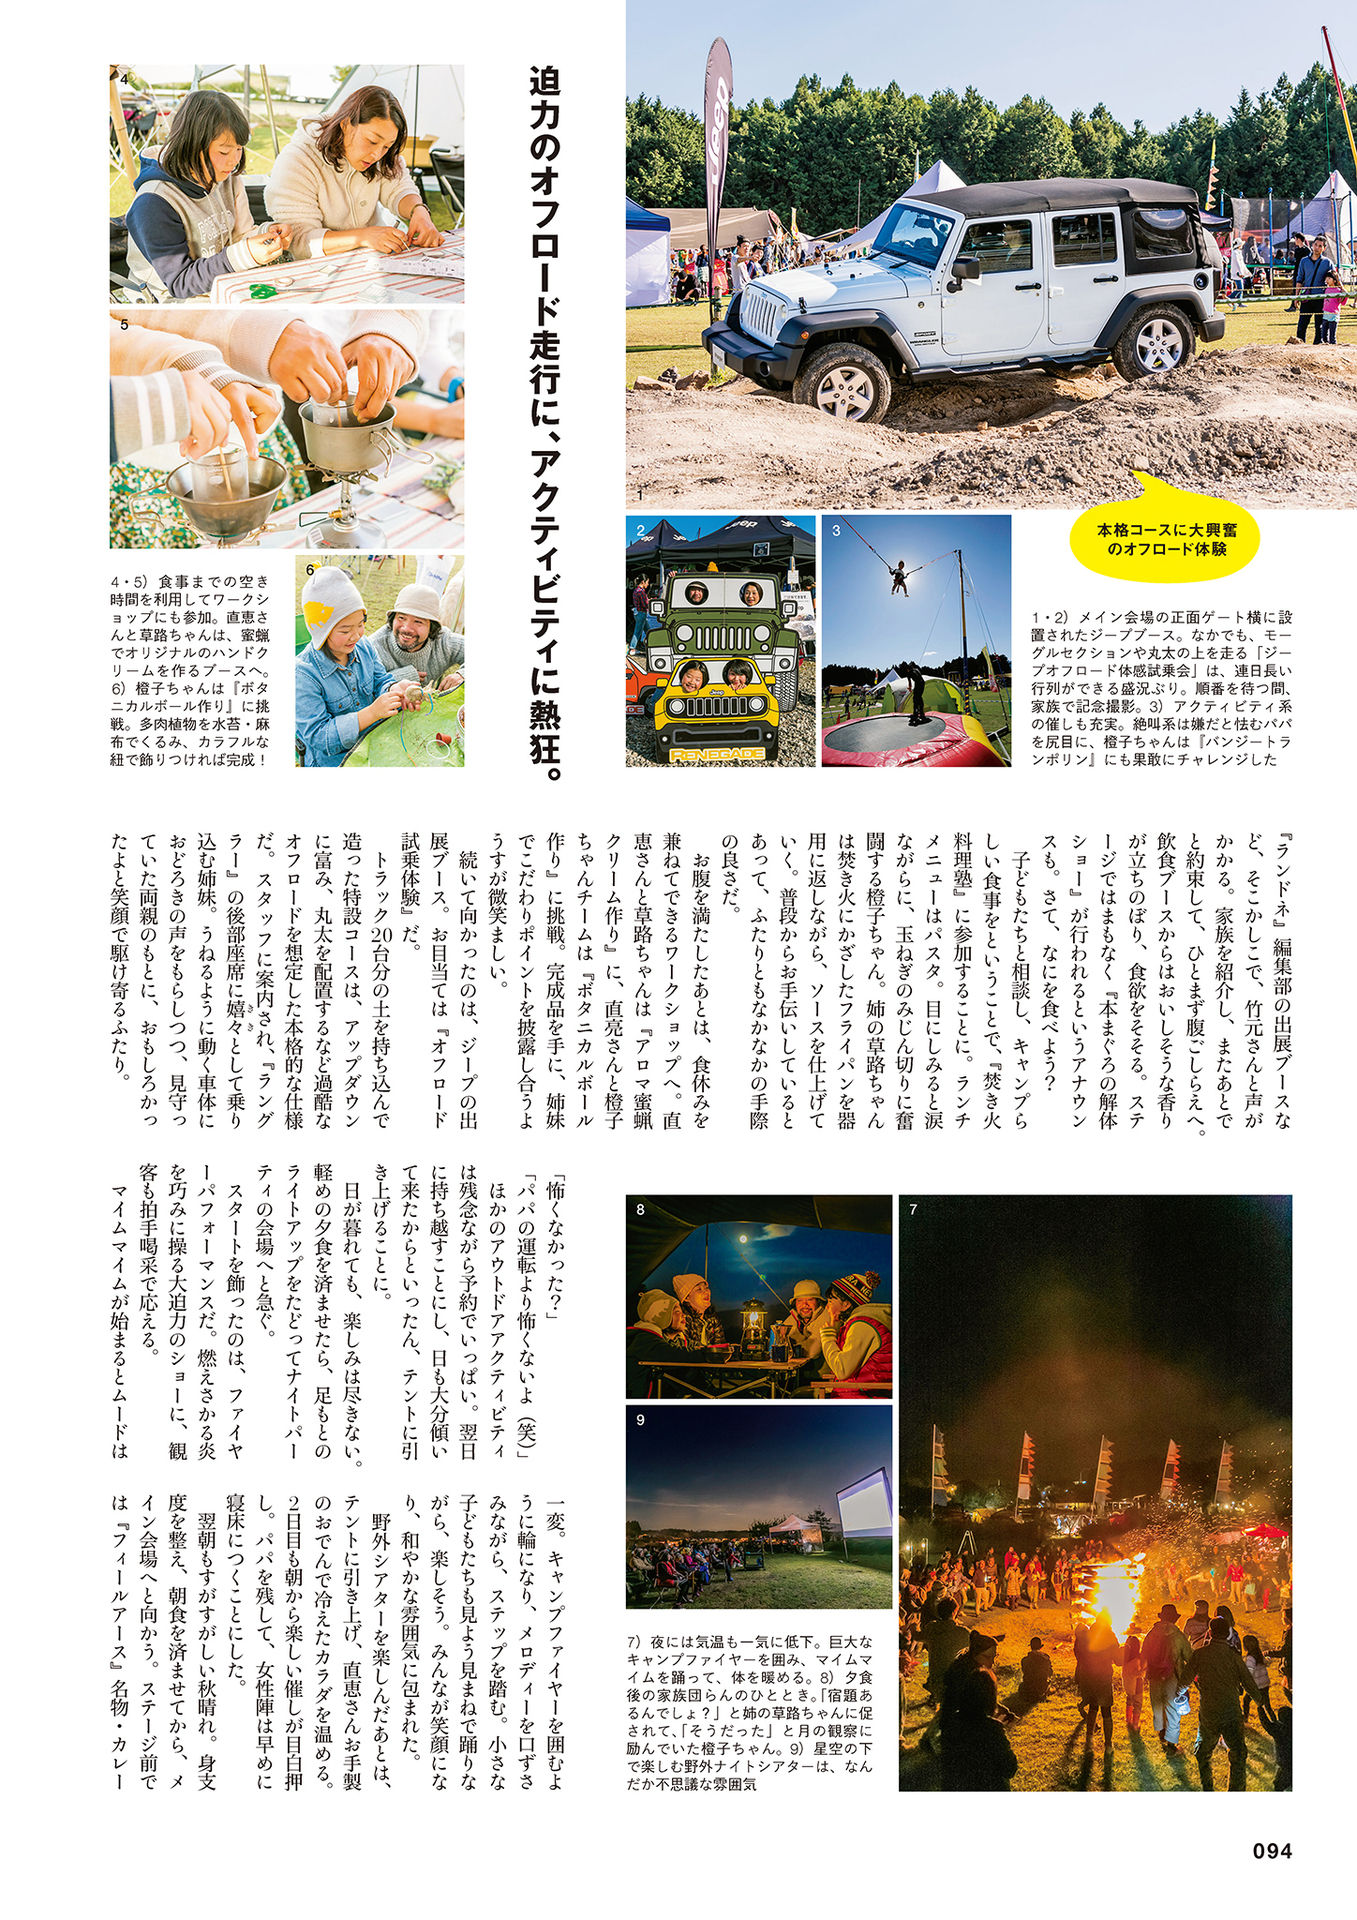 迫力のオフロード走行に、アクティビティに熱狂。
Jeep
SPORT
WRANGLER
1
本格コースに大興奮
のオフロード体験
2
Jeep
Jeep
RENEGADE
3
1・2）メイン会場の正面ゲート横に設
置されたジープブース。なかでも、モー
グルセクションや丸太の上を走る「ジー
プオフロード体感試乗会」は、連日長い
行列ができる盛況ぶり。順番を待つ間、
家族で記念撮影。3）アクティビティ系
の催しも充実。絶叫系は嫌だと怯むパパ
を尻目に、橙子ちゃんは『バンジートラ
ンポリン』にも果敢にチャレンジした
4
5
6
4・5）食事までの空き
時間を利用してワークシ
ョップにも参加。直恵さ
んと草路ちゃんは、蜜蝋
でオリジナルのハンドク
リームを作るブースへ。
6）橙子ちゃんは『ボタ
ニカルボール作り』に挑
戦。多肉植物を水苔・麻
布でくるみ、カラフルな
紐で飾りつければ完成！
『ランドネ』編集部の出展ブースな
ど、そこかしこで、竹元さんと声が
かかる。家族を紹介し、またあとで
と約束して、ひとまず腹ごしらえへ。
飲食ブースからはおいしそうな香り
が立ちのぼり、食欲をそそる。ステ
ージではまもなく『本まぐろの解体
ショー』が行われるというアナウン
スも。さて、なにを食べよう？
子どもたちと相談し、キャンプら
しい食事をということで、『焚き火
料理塾』に参加することに。ランチ
メニューはパスタ。目にしみると涙
ながらに、玉ねぎのみじん切りに奮
闘する橙子ちゃん。姉の草路ちゃん
は焚き火にかざしたフライパンを器
用に返しながら、ソースを仕上げて
いく。普段からお手伝いしていると
あって、ふたりともなかなかの手際
の良さだ。
お腹を満たしたあとは、食休みを
兼ねてできるワークショップへ。直
恵さんと草路ちゃんは『アロマ蜜蝋
クリーム作り』に、直亮さんと橙子
ちゃんチームは『ボタニカルボール
作り』に挑戦。完成品を手に、姉妹
でこだわりポイントを披露し合うよ
うすが微笑ましい。
続いて向かったのは、ジープの出
展ブース。お目当ては『オフロード
試乗体験』だ。
トラック20台分の土を持ち込んで
造った特設コースは、アップダウン
に富み、丸太を配置するなど過酷な
オフロードを想定した本格的な仕様
だ。スタッフに案内され、『ラング
ラー』の後部座席に嬉々として乗り
きき
込む姉妹。うねるように動く車体に
おどろきの声をもらしつつ、見守っ
ていた両親のもとに、おもしろかっ
たよと笑顔で駆け寄るふたり。
「怖くなかった？」
「パパの運転より怖くないよ（笑）」
ほかのアウトドアアクティビティ
は残念ながら予約でいっぱい。翌日
に持ち越すことにし、日も大分傾い
て来たからといったん、テントに引
き上げることに。
日が暮れても、楽しみは尽きない。
軽めの夕食を済ませたら、足もとの
ライトアップをたどってナイトパー
ティの会場へと急ぐ。
スタートを飾ったのは、ファイヤ
ーパフォーマンスだ。燃えさかる炎
を巧みに操る大迫力のショーに、観
客も拍手喝采で応える。
マイムマイムが始まるとムードは
一変。キャンプファイヤーを囲むよ
うに輪になり、メロディーを口ずさ
みながら、ステップを踏む。小さな
子どもたちも見よう見まねで踊りな
がら、楽しそう。みんなが笑顔にな
り、和やかな雰囲気に包まれた。
野外シアターを楽しんだあとは、
テントに引き上げ、直恵さんお手製
のおでんで冷えたカラダを温める。
2日目も朝から楽しい催しが目白押
し。パパを残して、女性陣は早めに
寝床につくことにした。
翌朝もすがすがしい秋晴れ。身支
度を整え、朝食を済ませてから、メ
イン会場へと向かう。ステージ前で
は『フィールアース』名物・カレー
7
8
9
7）夜には気温も一気に低下。巨大な
キャンプファイヤーを囲み、マイムマ
イムを踊って、体を暖める。8）夕食
後の家族団らんのひととき。「宿題あ
るんでしょ？」と姉の草路ちゃんに促
されて、「そうだった」と月の観察に
励んでいた橙子ちゃん。9）星空の下
で楽しむ野外ナイトシアターは、なん
だか不思議な雰囲気
094